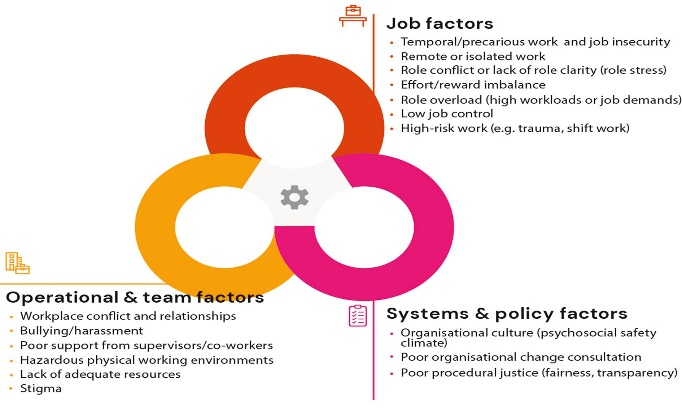 Job factors
• Temporal/precarious work and job insecurity
• Remote or isolated work
• Role conflict or lack of role clarity (role stress)
• Effort/reward imbalance
• Role overload (high workloads or job demands)
• Low job control
• High-risk work (e.g. trauma, shift work)
Operational & team factors
• Workplace conflict and relationships
• Bullying/harassment
• Poor support from supervisors/co-workers
• Hazardous physical working environments
• Lack of adequate resources
• Stigma
Systems & policy factors
• Organisational culture (psychosocial safety
climate)
• Poor organisational change consultation
• Poor procedural justice (fairness, transparency)